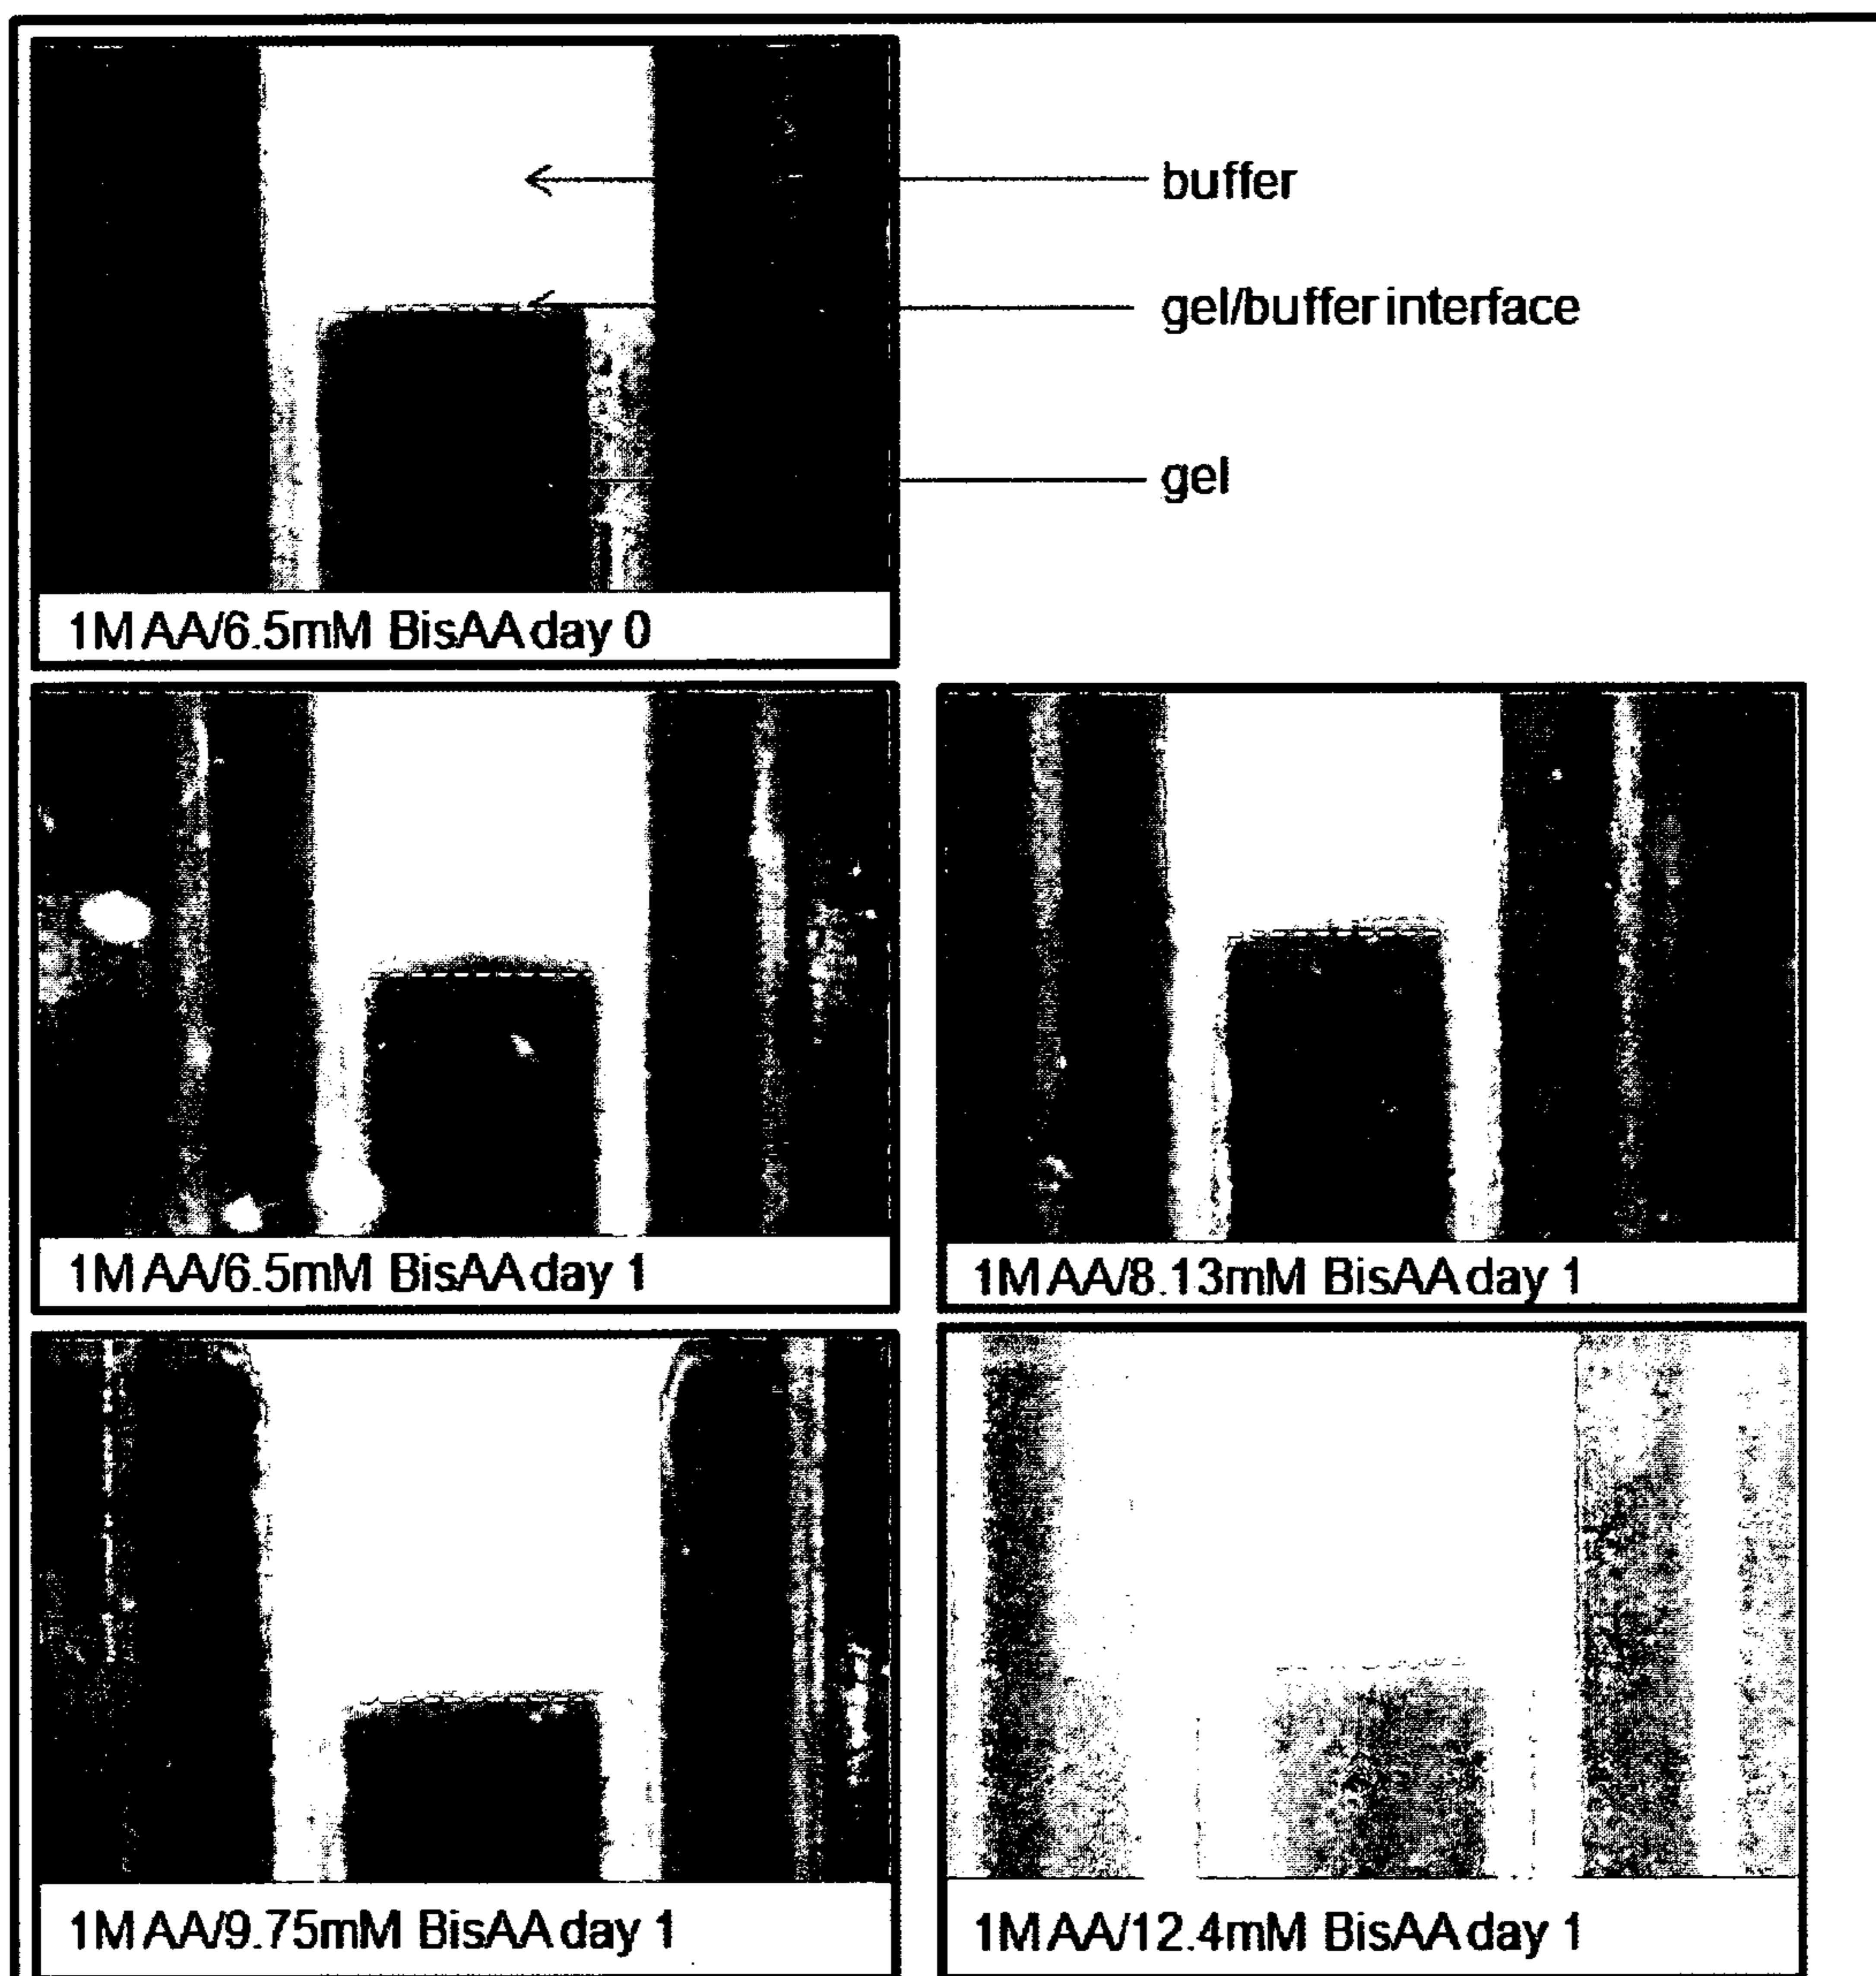 buffer
gel/buffer interface
gel
1M AA/6.5mM BisAA day 0
1M AA/6.5mM BisAA day 1
1M AA/8.13mM BisAA day 1
1M AA/9.75mM BisAA day 1
1M AA/12.4mM BisAA day 1